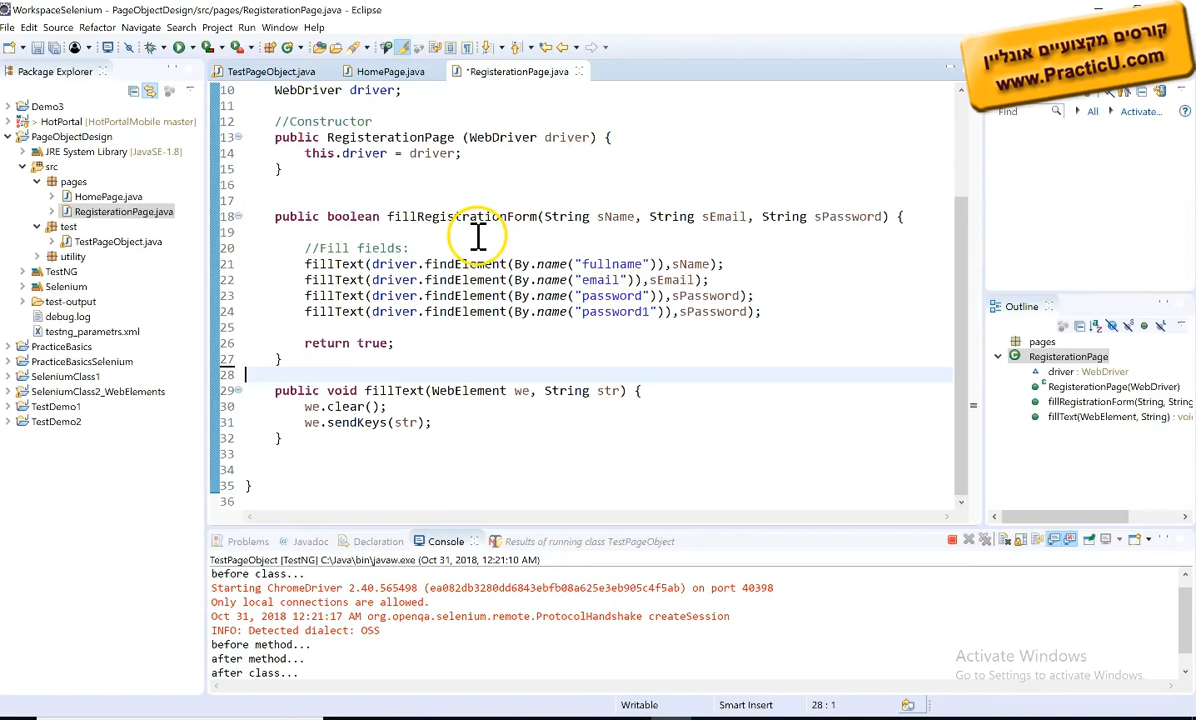 WorkspaceSelenium - PageObjectDesign/src/pages/RegisterationPage.java - Eclipse
File Edit Source Refactor Navigate Search Project Run Window Help
קורסים מקצועיים אונליין
www.PracticU.com
Package Explorer
TestPageObject.java
HomePage.java
*RegisterationPage.java
Find
All
Activate...
Demo3
> HotPortal [HotPortalMobile master]
PageObjectDesign
JRE System Library [JavaSE-1.8]
src
pages
HomePage.java
RegisterationPage.java
test
TestPageObject.java
utility
TestNG
Selenium
test-output
debug.log
testng_parametrs.xml
PracticeBasics
PracticeBasicsSelenium
SeleniumClass1
SeleniumClass2_WebElements
TestDemo1
TestDemo2
10 WebDriver driver;
11
12 //Constructor
13 public RegisterationPage (WebDriver driver) {
14 this.driver = driver;
15 }
16
17
18 public boolean fillRegistrationForm(String sName, String sEmail, String sPassword) {
19
20 //Fill fields:
21 fillText(driver.findElement(By.name("fullname")),sName);
22 fillText(driver.findElement(By.name("email")),sEmail);
23 fillText(driver.findElement(By.name("password")),sPassword);
24 fillText(driver.findElement(By.name("password1")),sPassword);
25
26 return true;
27 }
28
29 public void fillText(WebElement we, String str) {
30 we.clear();
31 we.sendKeys(str);
32 }
33
34
35 }
36
Outline
pages
RegisterationPage
driver : WebDriver
RegisterationPage(WebDriver)
fillRegistrationForm(String, String
fillText(WebElement, String) : voi
Problems
Javadoc
Declaration
Console
Results of running class TestPageObject
TestPageObject [TestNG] C:\Java\bin\javaw.exe (Oct 31, 2018, 12:21:10 AM)
before class...
Starting ChromeDriver 2.40.565498 (ea082db3280dd6843ebfb08a625e3eb905c4f5ab) on port 40398
Only local connections are allowed.
Oct 31, 2018 12:21:17 AM org.openqa.selenium.remote.ProtocolHandshake createSession
INFO: Detected dialect: OSS
before method...
after method...
after class...
Activate Windows
Go to Settings to activate Windows.
Writable
Smart Insert
28 : 1